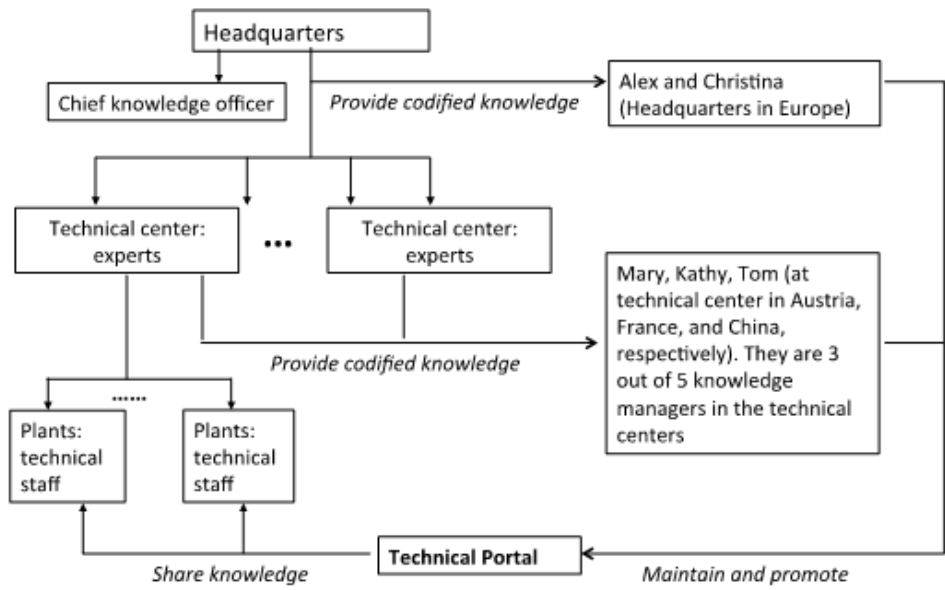 Headquarters
Chief knowledge officer
Provide codified knowledge
Alex and Christina
(Headquarters in Europe)
Technical center:
experts
...
Technical center:
experts
Mary, Kathy, Tom (at
technical center in Austria,
France, and China,
respectively). They are 3
out of 5 knowledge
managers in the technical
centers
Provide codified knowledge
......
Plants:
technical
staff
Plants:
technical
staff
Technical Portal
Share knowledge
Maintain and promote